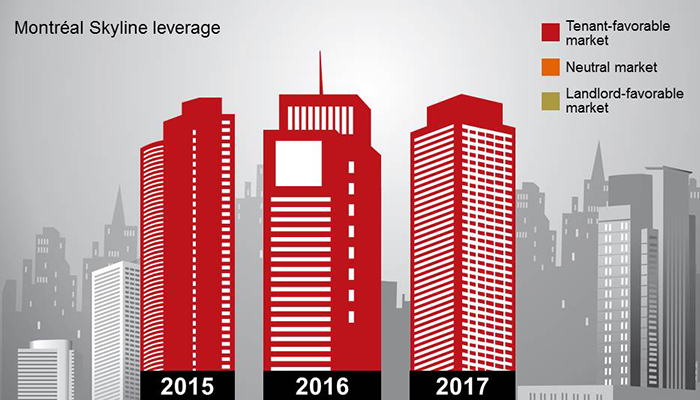 Montréal Skyline leverage
Tenant-favorable
market
Neutral market
Landlord-favorable
market
2015
2016
2017